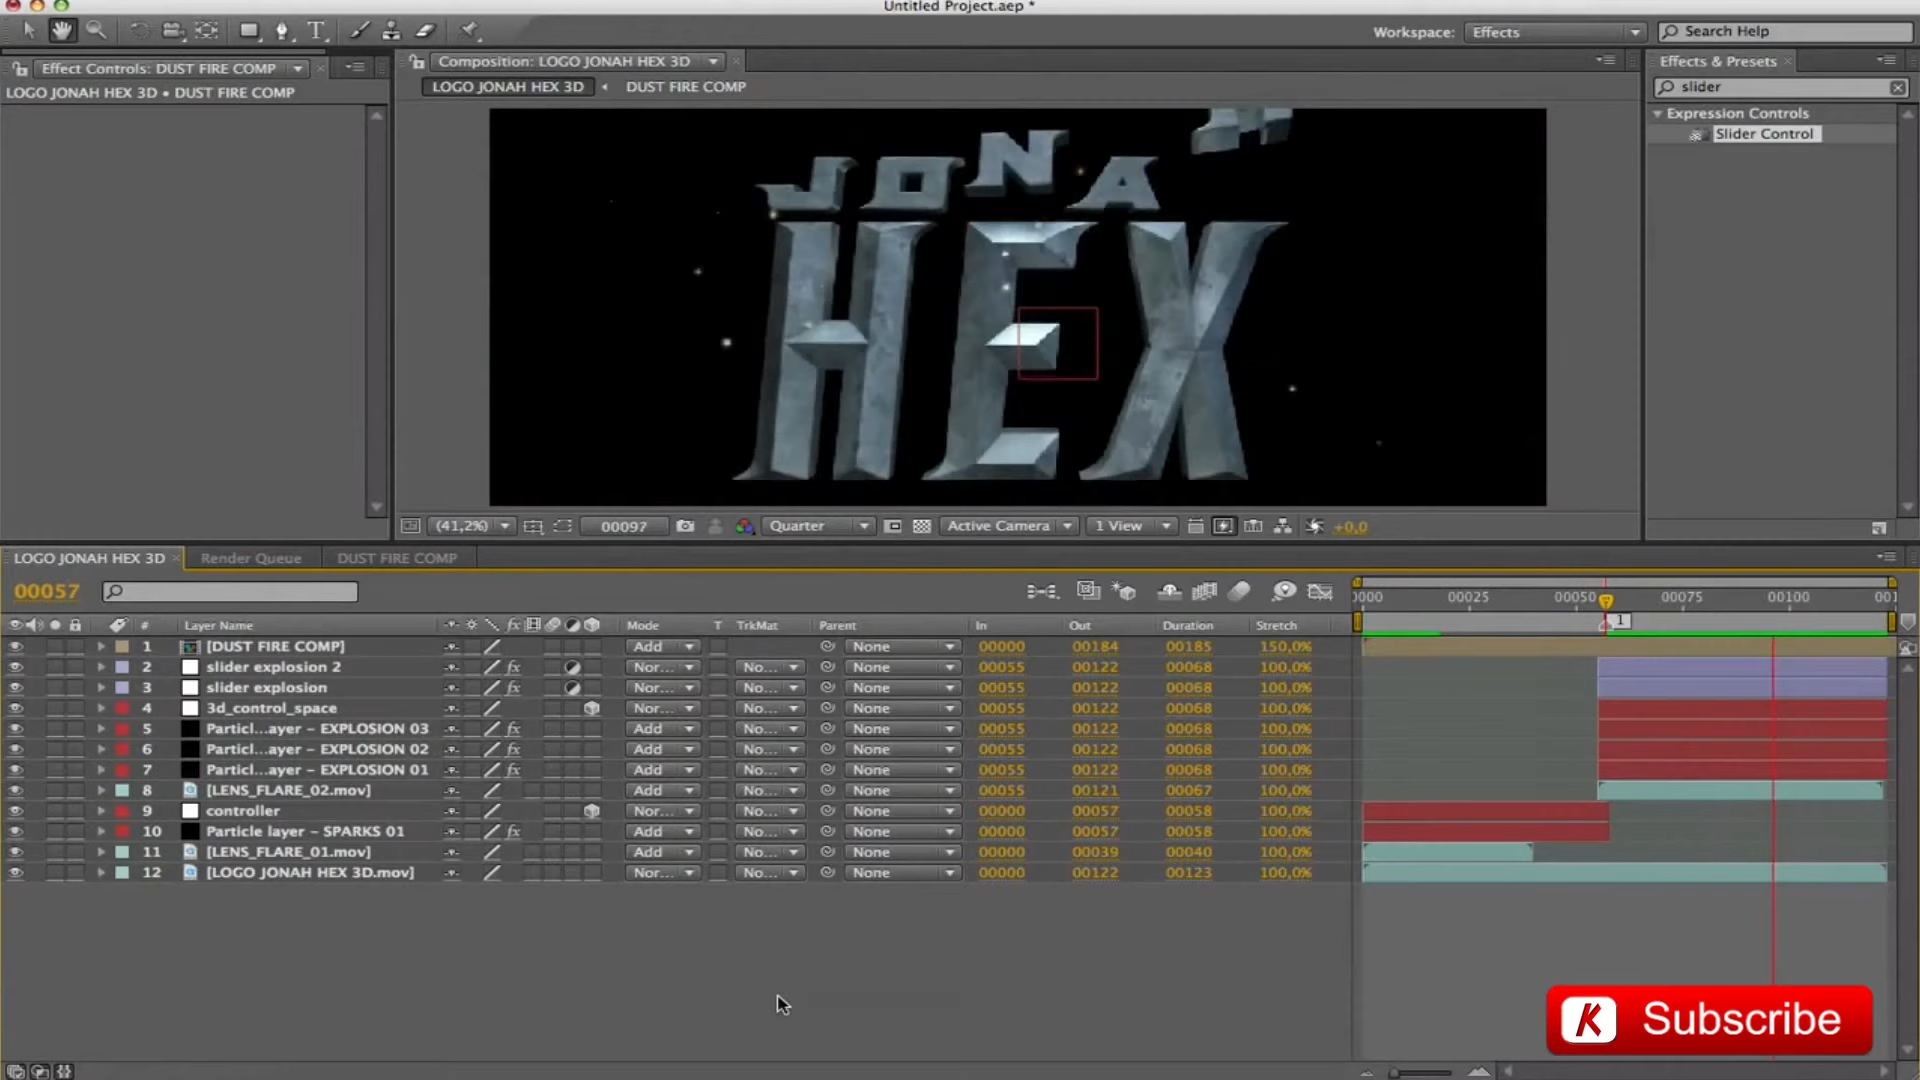 Untitled Project.aep *
Workspace: Effects Search Help
Effect Controls: DUST FIRE COMP
LOGO JONAH HEX 3D • DUST FIRE COMP
Composition: LOGO JONAH HEX 3D
LOGO JONAH HEX 3D DUST FIRE COMP
Effects & Presets
slider
Expression Controls
Slider Control
JONA
HEX
(41,2%) 00097 Quarter Active Camera 1 View +0,0
LOGO JONAH HEX 3D Render Queue DUST FIRE COMP
00057
0000 00025 00050 00075 00100 001
1
# Layer Name fx Mode T TrkMat Parent In Out Duration Stretch
1 [DUST FIRE COMP] Add None 00000 00184 00185 150,0%
2 slider explosion 2 fx Nor... No... None 00055 00122 00068 100,0%
3 slider explosion fx Nor... No... None 00055 00122 00068 100,0%
4 3d_control_space Nor... No... None 00055 00122 00068 100,0%
5 Particl...ayer – EXPLOSION 03 fx Add No... None 00055 00122 00068 100,0%
6 Particl...ayer – EXPLOSION 02 fx Add No... None 00055 00122 00068 100,0%
7 Particl...ayer – EXPLOSION 01 fx Add No... None 00055 00122 00068 100,0%
8 [LENS_FLARE_02.mov] Add No... None 00055 00121 00067 100,0%
9 controller Nor... No... None 00000 00057 00058 100,0%
10 Particle layer – SPARKS 01 fx Add No... None 00000 00057 00058 100,0%
11 [LENS_FLARE_01.mov] Add No... None 00000 00039 00040 100,0%
12 [LOGO JONAH HEX 3D.mov] Nor... No... None 00000 00122 00123 100,0%
K Subscribe